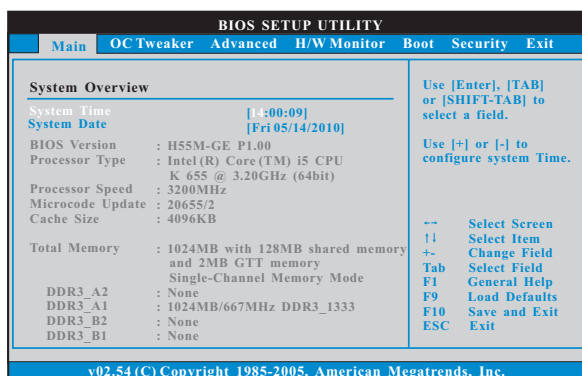 BIOS SETUP UTILITY
Main OC Tweaker Advanced H/W Monitor Boot Security Exit
System Overview
System Time [14:00:09]
System Date [Fri 05/14/2010]
BIOS Version : H55M-GE P1.00
Processor Type : Intel (R) Core (TM) i5 CPU
K 655 @ 3.20GHz (64bit)
Processor Speed : 3200MHz
Microcode Update : 20655/2
Cache Size : 4096KB
Total Memory : 1024MB with 128MB shared memory
and 2MB GTT memory
Single-Channel Memory Mode
DDR3_A2 : None
DDR3_A1 : 1024MB/667MHz DDR3_1333
DDR3_B2 : None
DDR3_B1 : None
Use [Enter], [TAB]
or [SHIFT-TAB] to
select a field.
Use [+] or [-] to
configure system Time.
←→ Select Screen
↑↓ Select Item
+- Change Field
Tab Select Field
F1 General Help
F9 Load Defaults
F10 Save and Exit
ESC Exit
v02.54 (C) Copyright 1985-2005, American Megatrends, Inc.